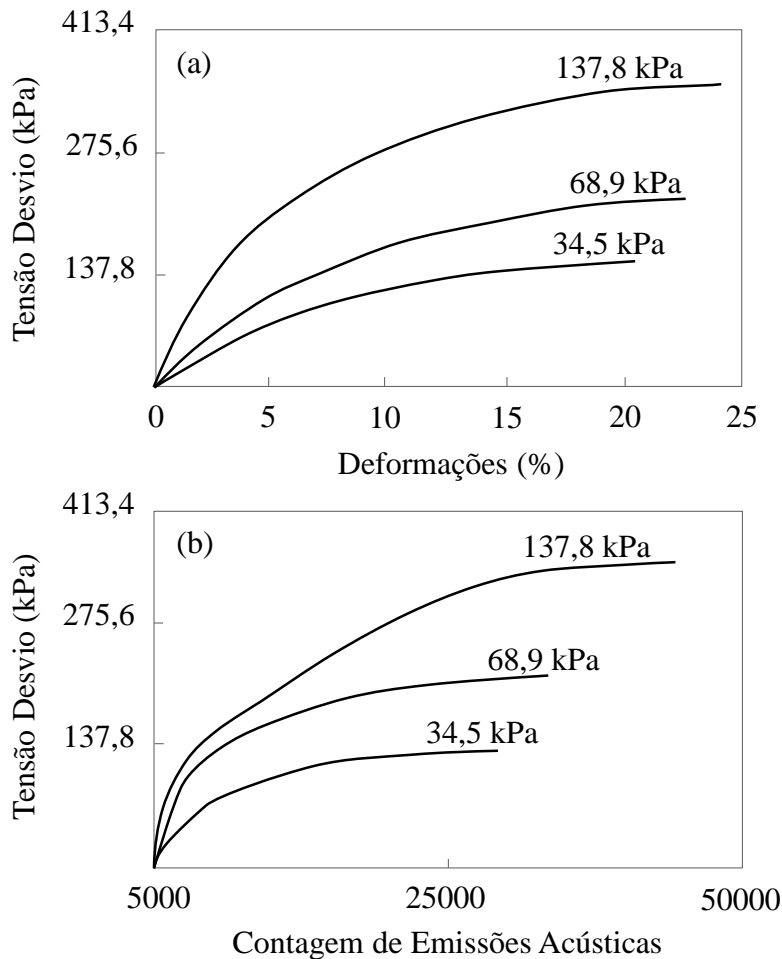 413,4
(a)
137,8 kPa
275,6
68,9 kPa
34,5 kPa
137,8
Tensão Desvio (kPa)
0 5 10 15 20 25
Deformações (%)
413,4
(b)
137,8 kPa
275,6
68,9 kPa
34,5 kPa
137,8
Tensão Desvio (kPa)
5000 25000 50000
Contagem de Emissões Acústicas